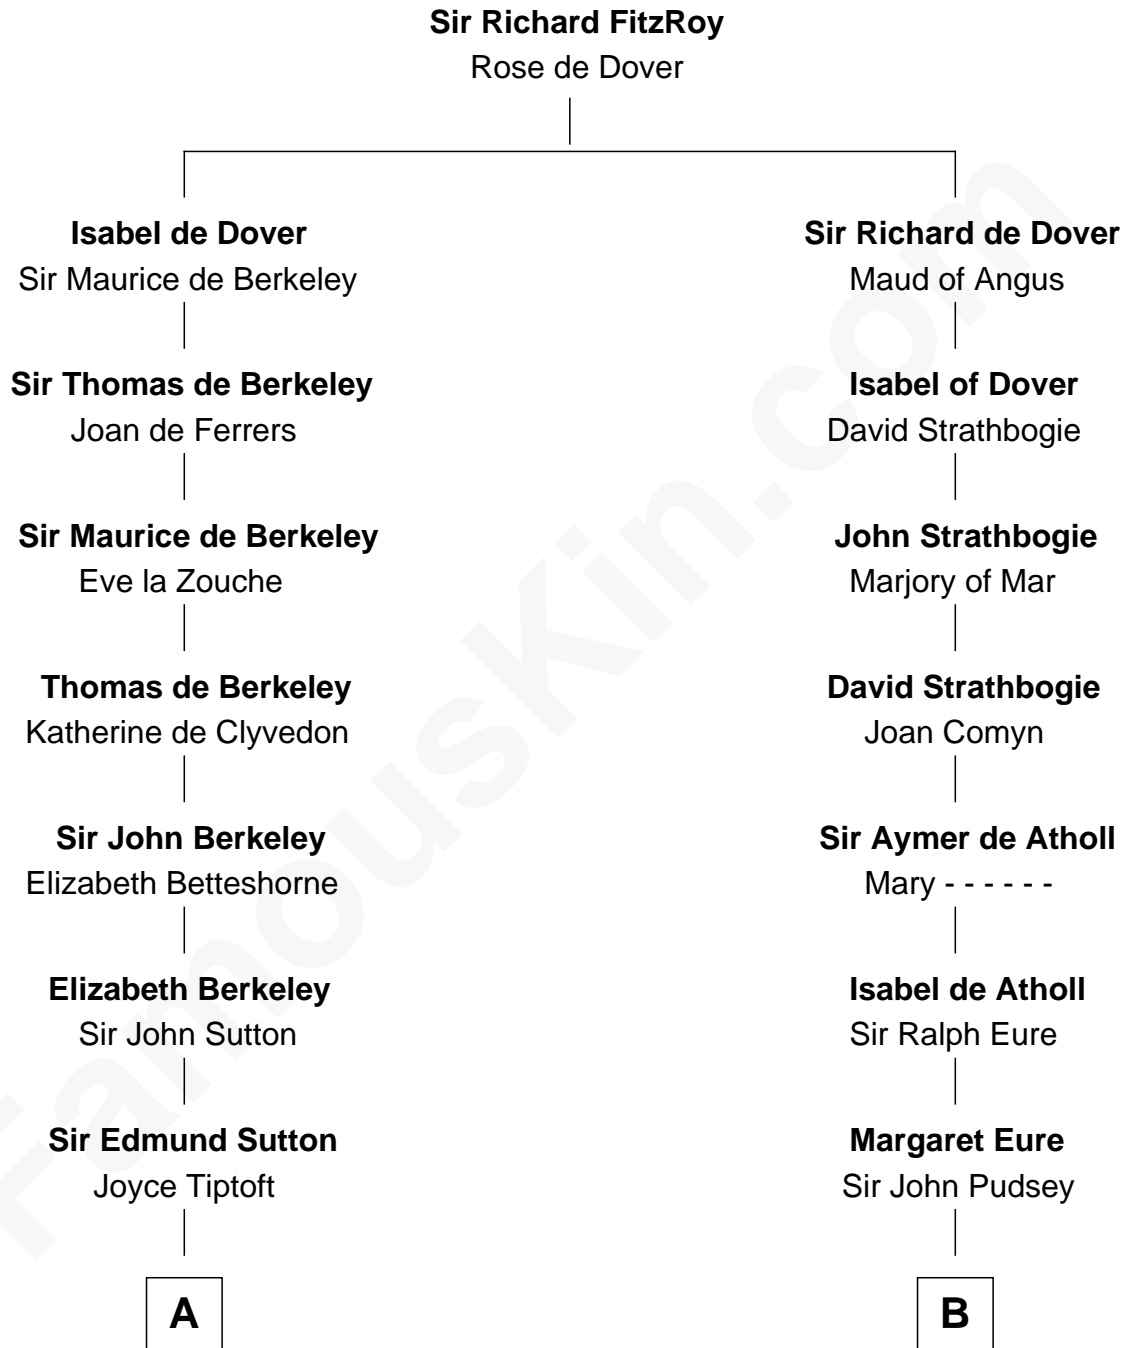 Sir Richard FitzRoy
Rose de Dover
Isabel de Dover
Sir Maurice de Berkeley
Sir Richard de Dover
Maud of Angus
Sir Thomas de Berkeley
Joan de Ferrers
Isabel of Dover
David Strathbogie
Sir Maurice de Berkeley
Eve la Zouche
John Strathbogie
Marjory of Mar
Thomas de Berkeley
Katherine de Clyvedon
David Strathbogie
Joan Comyn
Sir John Berkeley
Elizabeth Betteshorne
Sir Aymer de Atholl
Mary - - - - - -
Elizabeth Berkeley
Sir John Sutton
Isabel de Atholl
Sir Ralph Eure
Sir Edmund Sutton
Joyce Tiptoft
Margaret Eure
Sir John Pudsey
A
B
FamousKin.com